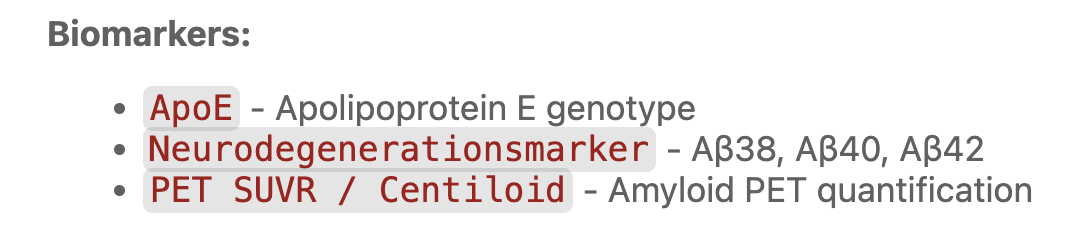 Biomarkers:
• ApoE - Apolipoprotein E genotype
• Neurodegenerationsmarker - Aβ38, Aβ40, Aβ42
• PET SUVR / Centiloid - Amyloid PET quantification